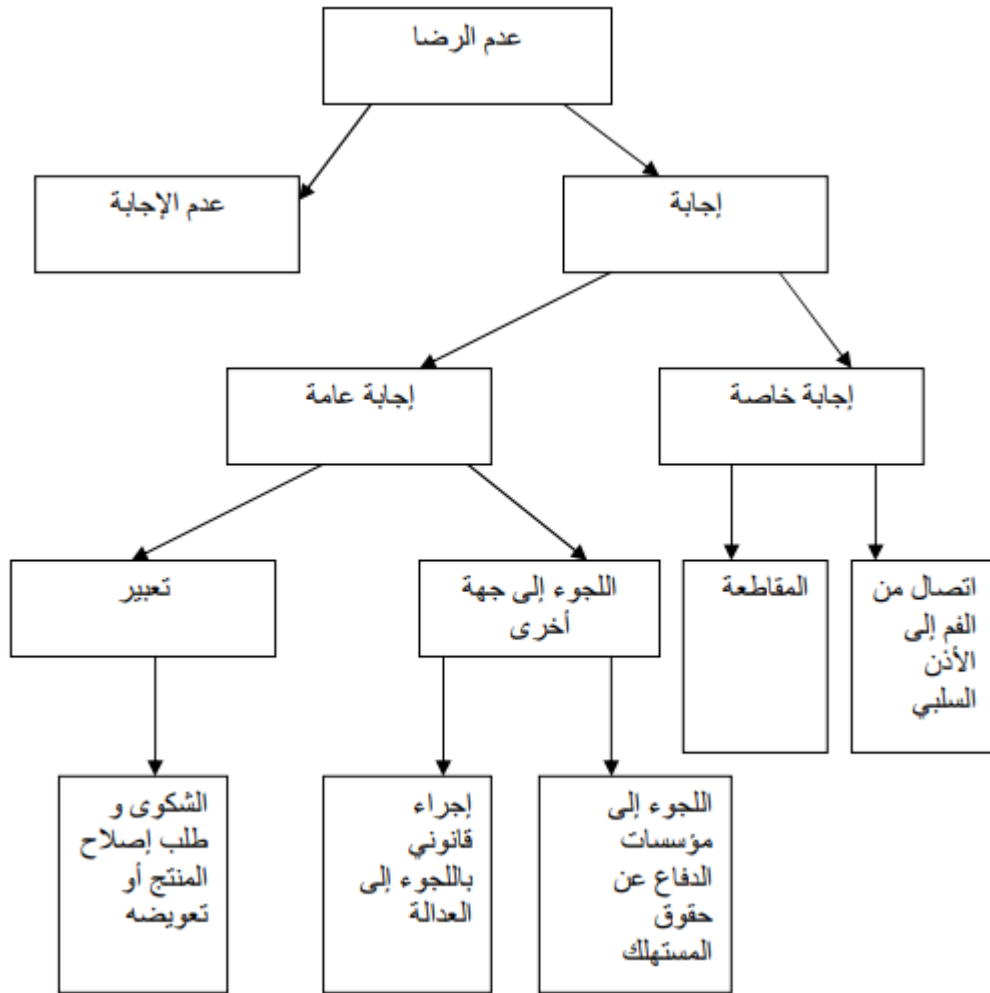 عدم الرضا
إجابة
عدم الإجابة
إجابة خاصة
إجابة عامة
اتصال من
الفم إلى
الأذن
السلبي
المقاطعة
اللجوء إلى جهة
أخرى
تعبير
اللجوء إلى
مؤسسات
الدفاع عن
حقوق
المستهلك
إجراء
قانوني
باللجوء إلى
العدالة
الشكوى و
طلب إصلاح
المنتج أو
تعويضه